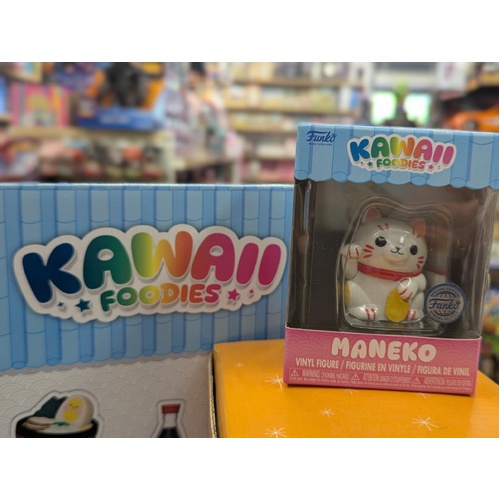 KAWAII
FOODIES
Funko
KAWAII
FOODIES
Funko
MANEKO
VINYL FIGURE / FIGURINE EN VINYLE / FIGURA DE VINIL